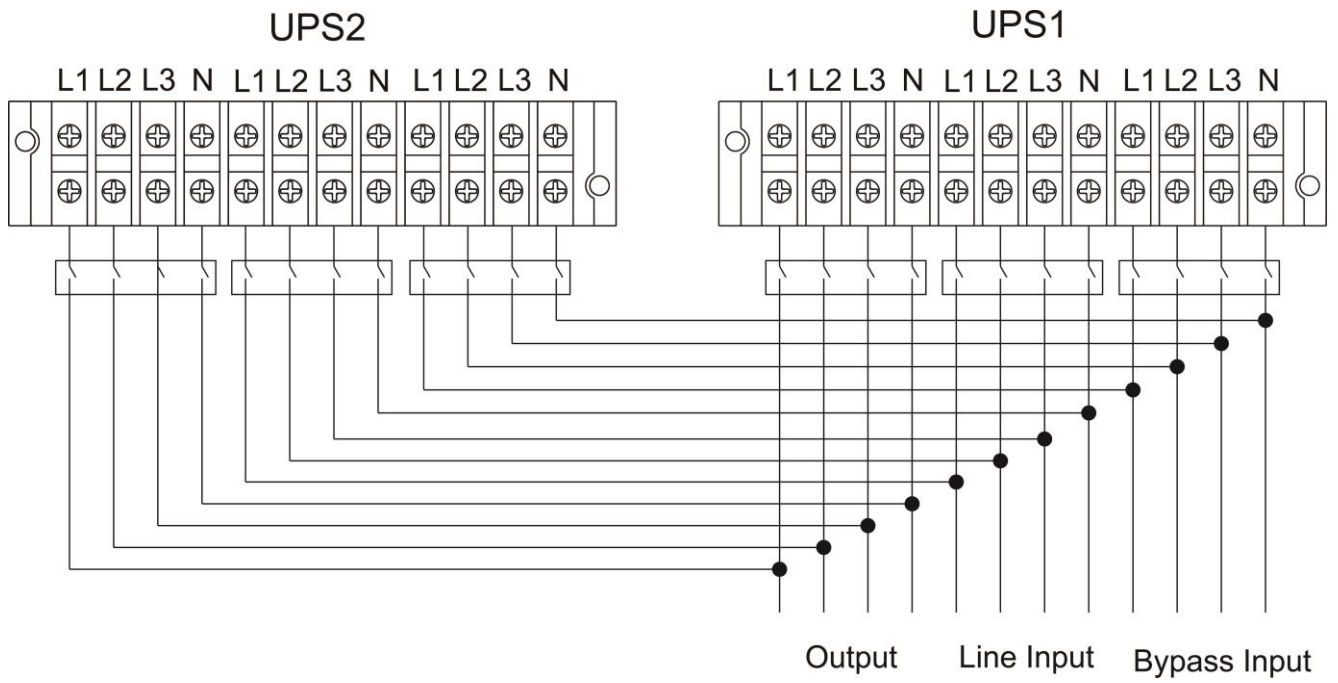 UPS2
UPS1
L1 L2 L3 N L1 L2 L3 N L1 L2 L3 N
L1 L2 L3 N L1 L2 L3 N L1 L2 L3 N
Output
Line Input
Bypass Input